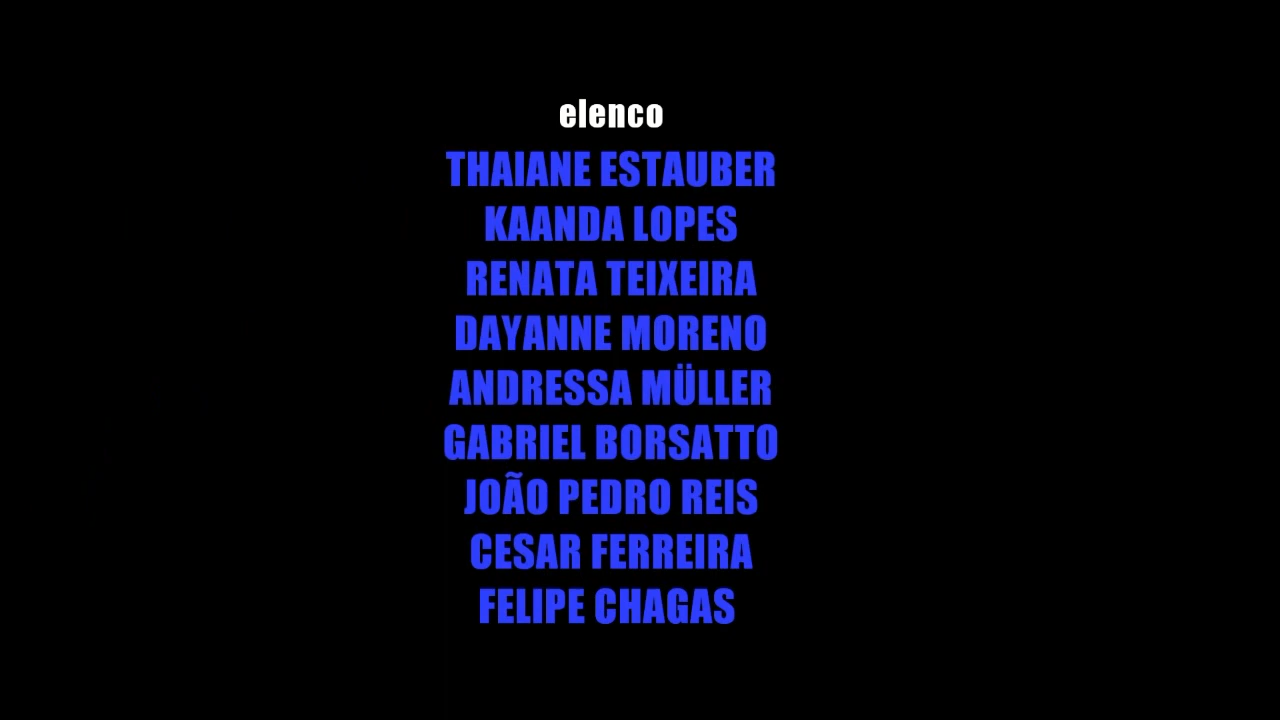 elenco
THAIANE ESTAUBER
KAANDA LOPES
RENATA TEIXEIRA
DAYANNE MORENO
ANDRESSA MÜLLER
GABRIEL BORSATTO
JOÃO PEDRO REIS
CESAR FERREIRA
FELIPE CHAGAS